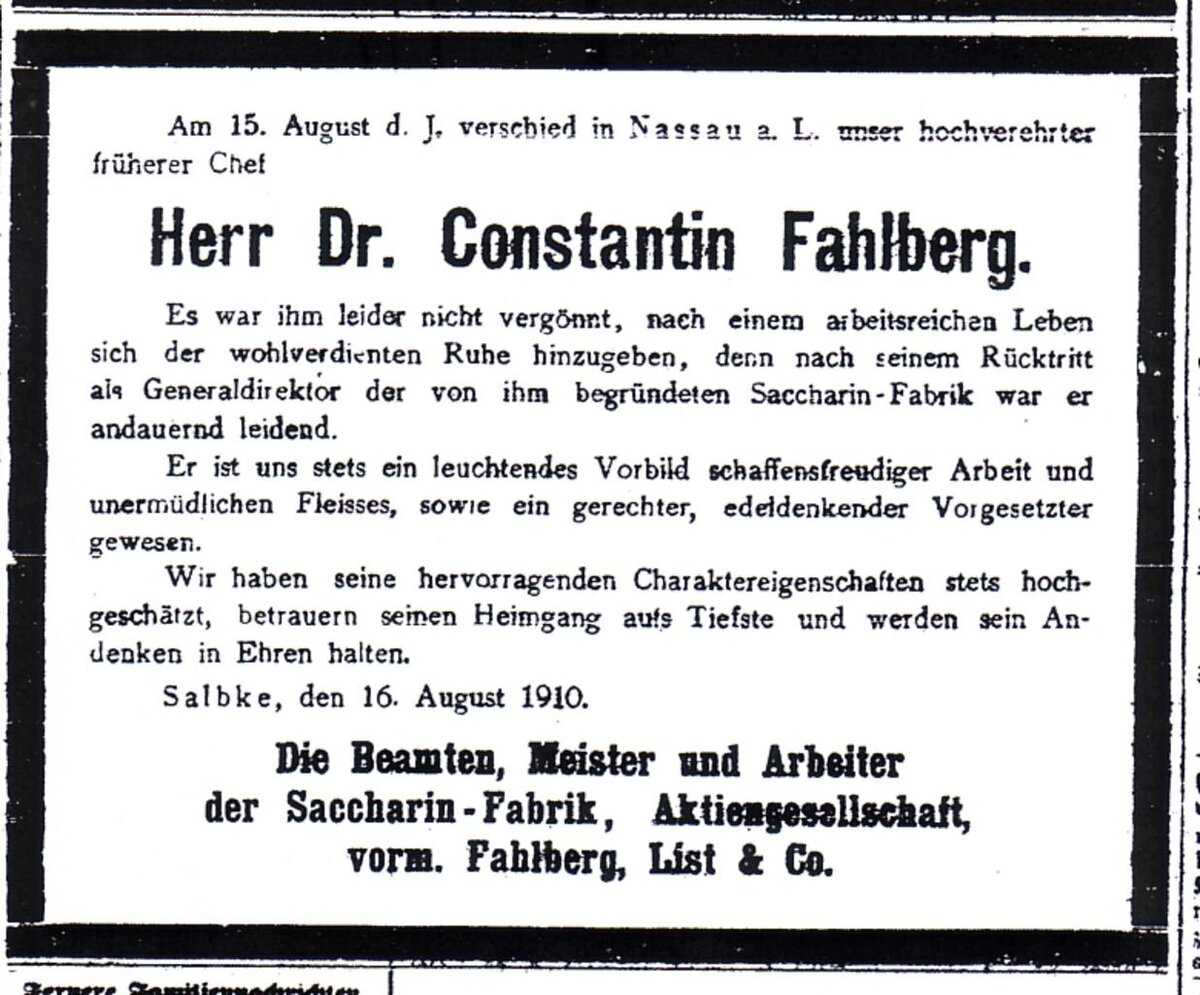 Am 15. August d. J. verschied in Nassau a. L. unser hochverehrter
früherer Chef
Herr Dr. Constantin Fahlberg.
Es war ihm leider nicht vergönnt, nach einem arbeitsreichen Leben
sich der wohlverdienten Ruhe hinzugeben, denn nach seinem Rücktritt
als Generaldirektor der von ihm begründeten Saccharin-Fabrik war er
andauernd leidend.
Er ist uns stets ein leuchtendes Vorbild schaffensfreudiger Arbeit und
unermüdlichen Fleisses, sowie ein gerechter, edeldenkender Vorgesetzter
gewesen.
Wir haben seine hervorragenden Charaktereigenschaften stets hoch-
geschätzt, betrauern seinen Heimgang aufs Tiefste und werden sein An-
denken in Ehren halten.
Salbke, den 16. August 1910.
Die Beamten, Meister und Arbeiter
der Saccharin-Fabrik, Aktiengesellschaft,
vorm. Fahlberg, List & Co.
Fernere Familiennachrichten